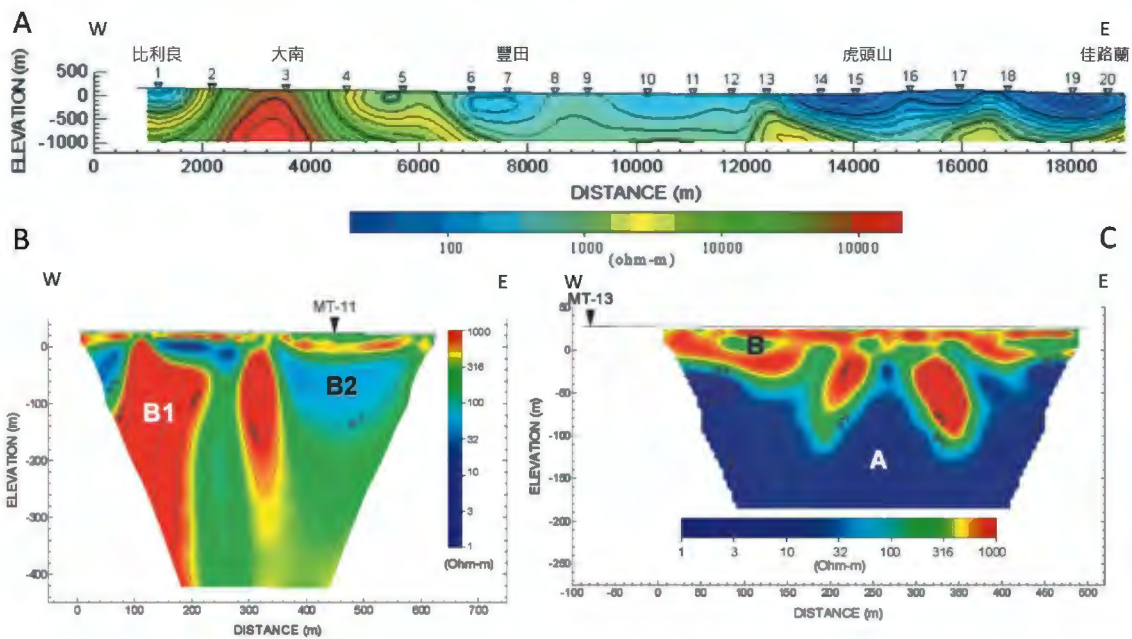 A
W
E
比利良 大南 豐田 虎頭山 佳路蘭
1 2 3 4 5 6 7 8 9 10 11 12 13 14 15 16 17 18 19 20
ELEVATION (m)
500
0
-500
-1000
0 2000 4000 6000 8000 10000 12000 14000 16000 18000
DISTANCE (m)
100 1000 10000 10000
(ohm-m)
B
W
E
MT-11
ELEVATION (m)
0
-100
-200
-300
-400
B1
B2
1000
316
100
32
10
3
1
(Ohm-m)
0 100 200 300 400 500 600 700
DISTANCE (m)
C
W
E
MT-13
ELEVATION (m)
50
0
-50
-100
-150
-200
-250
B
A
1 3 10 32 100 316 1000
(Ohm-m)
-100 -50 0 50 100 150 200 250 300 350 400 450 500
DISTANCE (m)